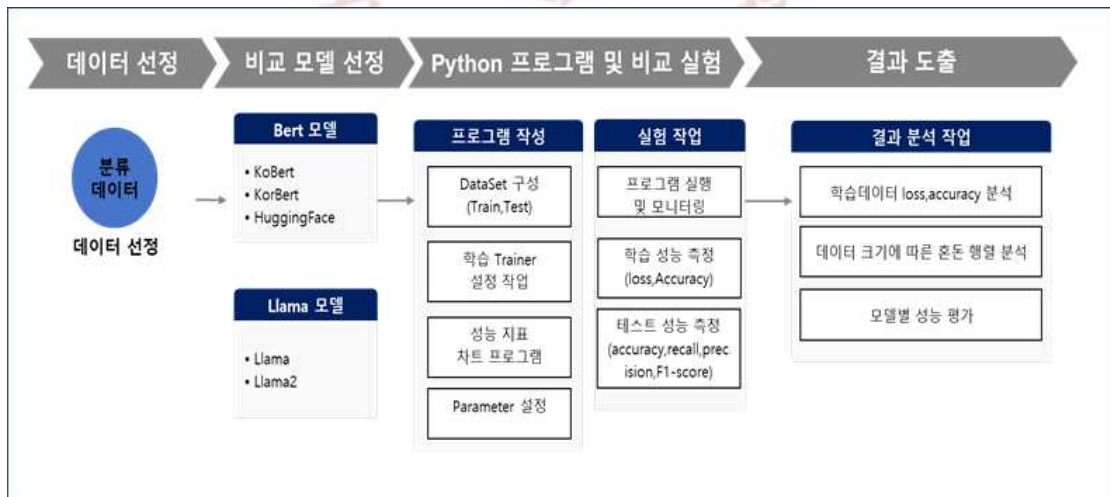 데이터 선정
비교 모델 선정
Python 프로그램 및 비교 실험
결과 도출
분류
데이터
데이터 선정
Bert 모델
• KoBert
• KorBert
• HuggingFace
Llama 모델
• Llama
• Llama2
프로그램 작성
DataSet 구성
(Train,Test)
학습 Trainer
설정 작업
성능 지표
차트 프로그램
Parameter 설정
실험 작업
프로그램 실행
및 모니터링
학습 성능 측정
(loss,Accuracy)
테스트 성능 측정
(accuracy,recall,prec
ision,F1-score)
결과 분석 작업
학습데이터 loss,accuracy 분석
데이터 크기에 따른 혼돈 행렬 분석
모델별 성능 평가